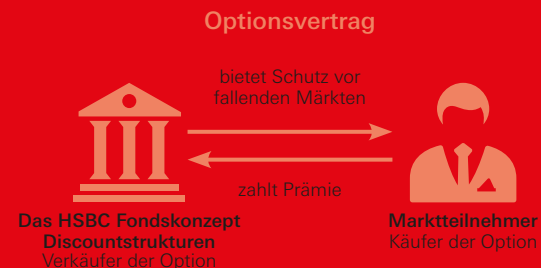 Optionsvertrag
bietet Schutz vor
fallenden Märkten
zahlt Prämie
Das HSBC Fondskonzept
Discountstrukturen
Verkäufer der Option
Marktteilnehmer
Käufer der Option